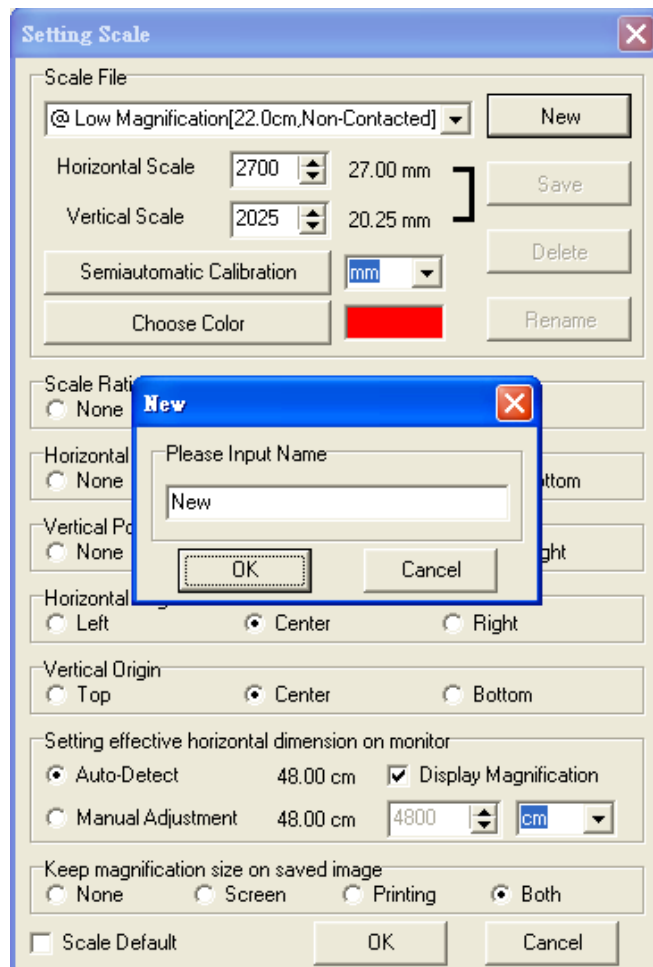 Setting Scale
Scale File
@ Low Magnification[22.0cm,Non-Contacted] New
Horizontal Scale 2700 27.00 mm
Save
Vertical Scale 2025 20.25 mm
Delete
Semiautomatic Calibration mm
Choose Color Rename
Scale
None
New
Please Input Name
New
OK Cancel
Horizontal
None
Vertical
None
Horizontal
Left Center Right
Vertical Origin
Top Center Bottom
Setting effective horizontal dimension on monitor
Auto-Detect 48.00 cm Display Magnification
Manual Adjustment 48.00 cm 4800 cm
Keep magnification size on saved image
None Screen Printing Both
Scale Default OK Cancel